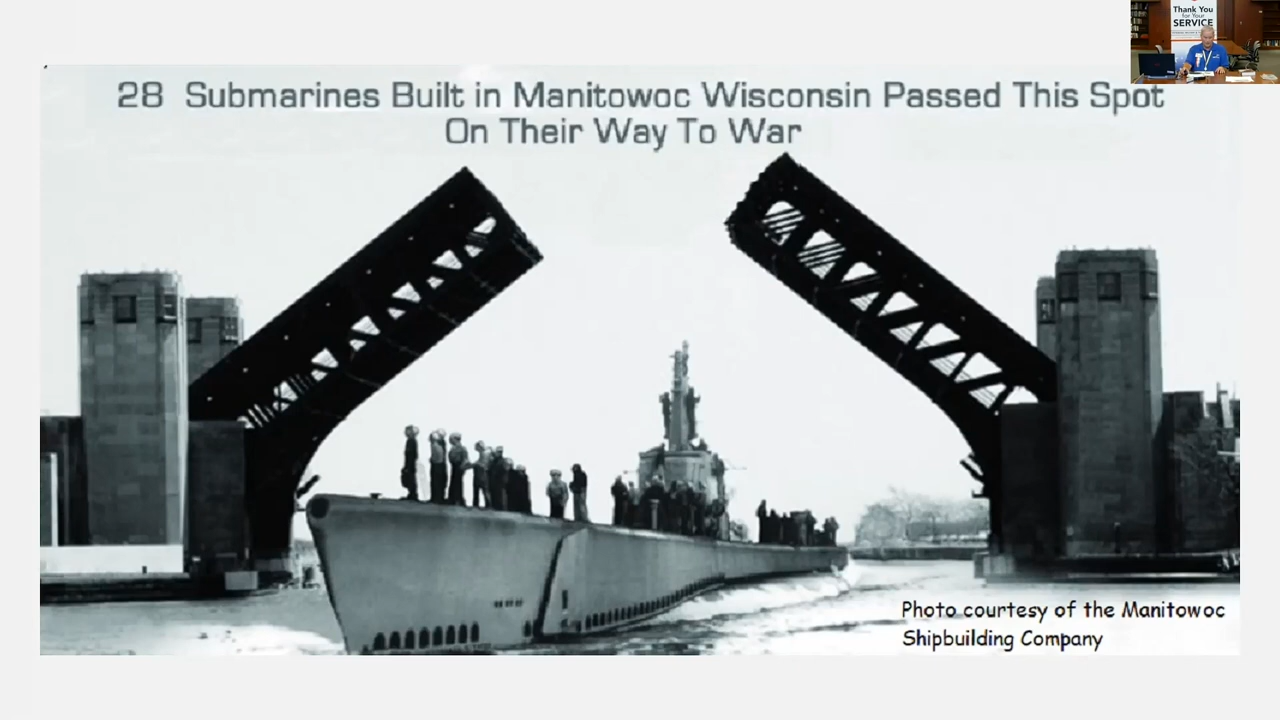 28 Submarines Built in Manitowoc Wisconsin Passed This Spot
On Their Way To War
Photo courtesy of the Manitowoc
Shipbuilding Company
Thank You
for Your
SERVICE